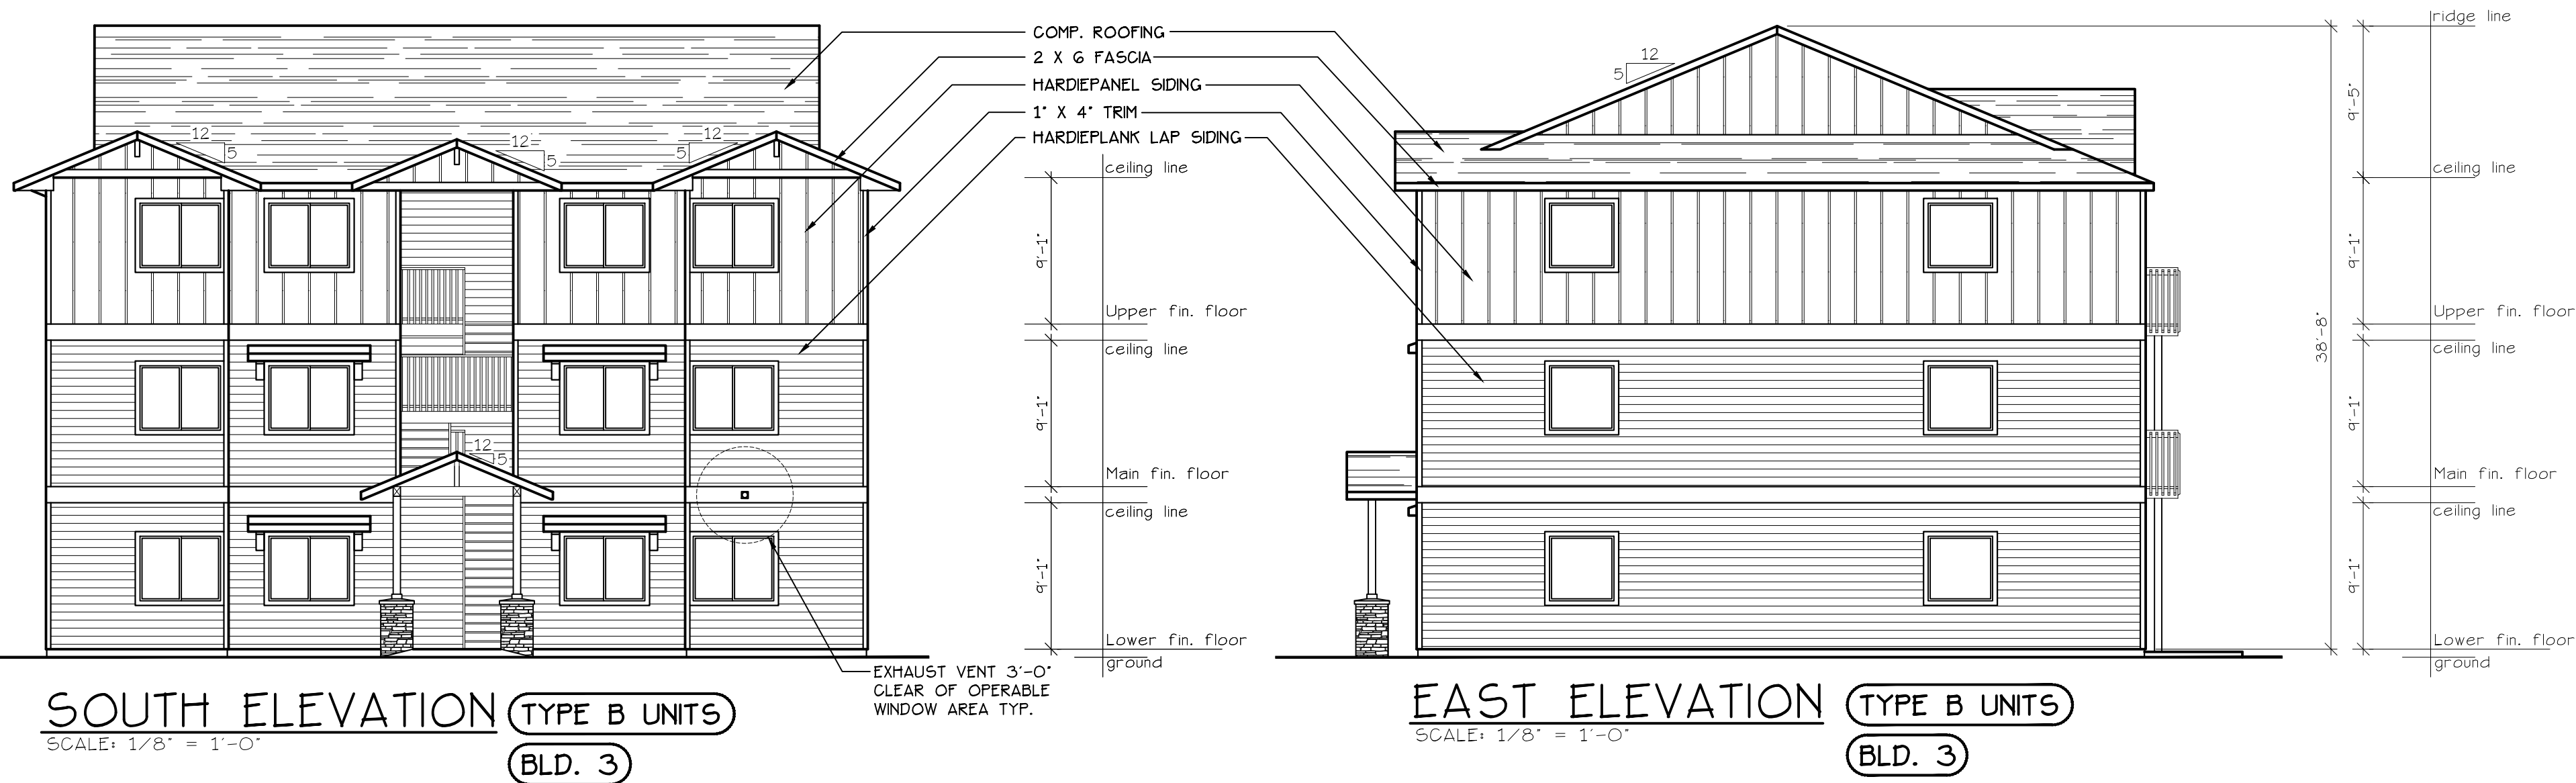 COMP. ROOFING
2 X 6 FASCIA
HARDIEPANEL SIDING
1" X 4" TRIM
HARDIEPLANK LAP SIDING
12
5
12
5
12
5
12
5
ceiling line
9'-1"
Upper fin. floor
ceiling line
9'-1"
Main fin. floor
ceiling line
9'-1"
Lower fin. floor
ground
EXHAUST VENT 3'-0"
CLEAR OF OPERABLE
WINDOW AREA TYP.
SOUTH ELEVATION
TYPE B UNITS
SCALE: 1/8" = 1'-0"
BLD. 3
12
5
ridge line
9'-5"
ceiling line
9'-1"
38'-8"
Upper fin. floor
ceiling line
9'-1"
Main fin. floor
ceiling line
9'-1"
Lower fin. floor
ground
EAST ELEVATION
TYPE B UNITS
SCALE: 1/8" = 1'-0"
BLD. 3